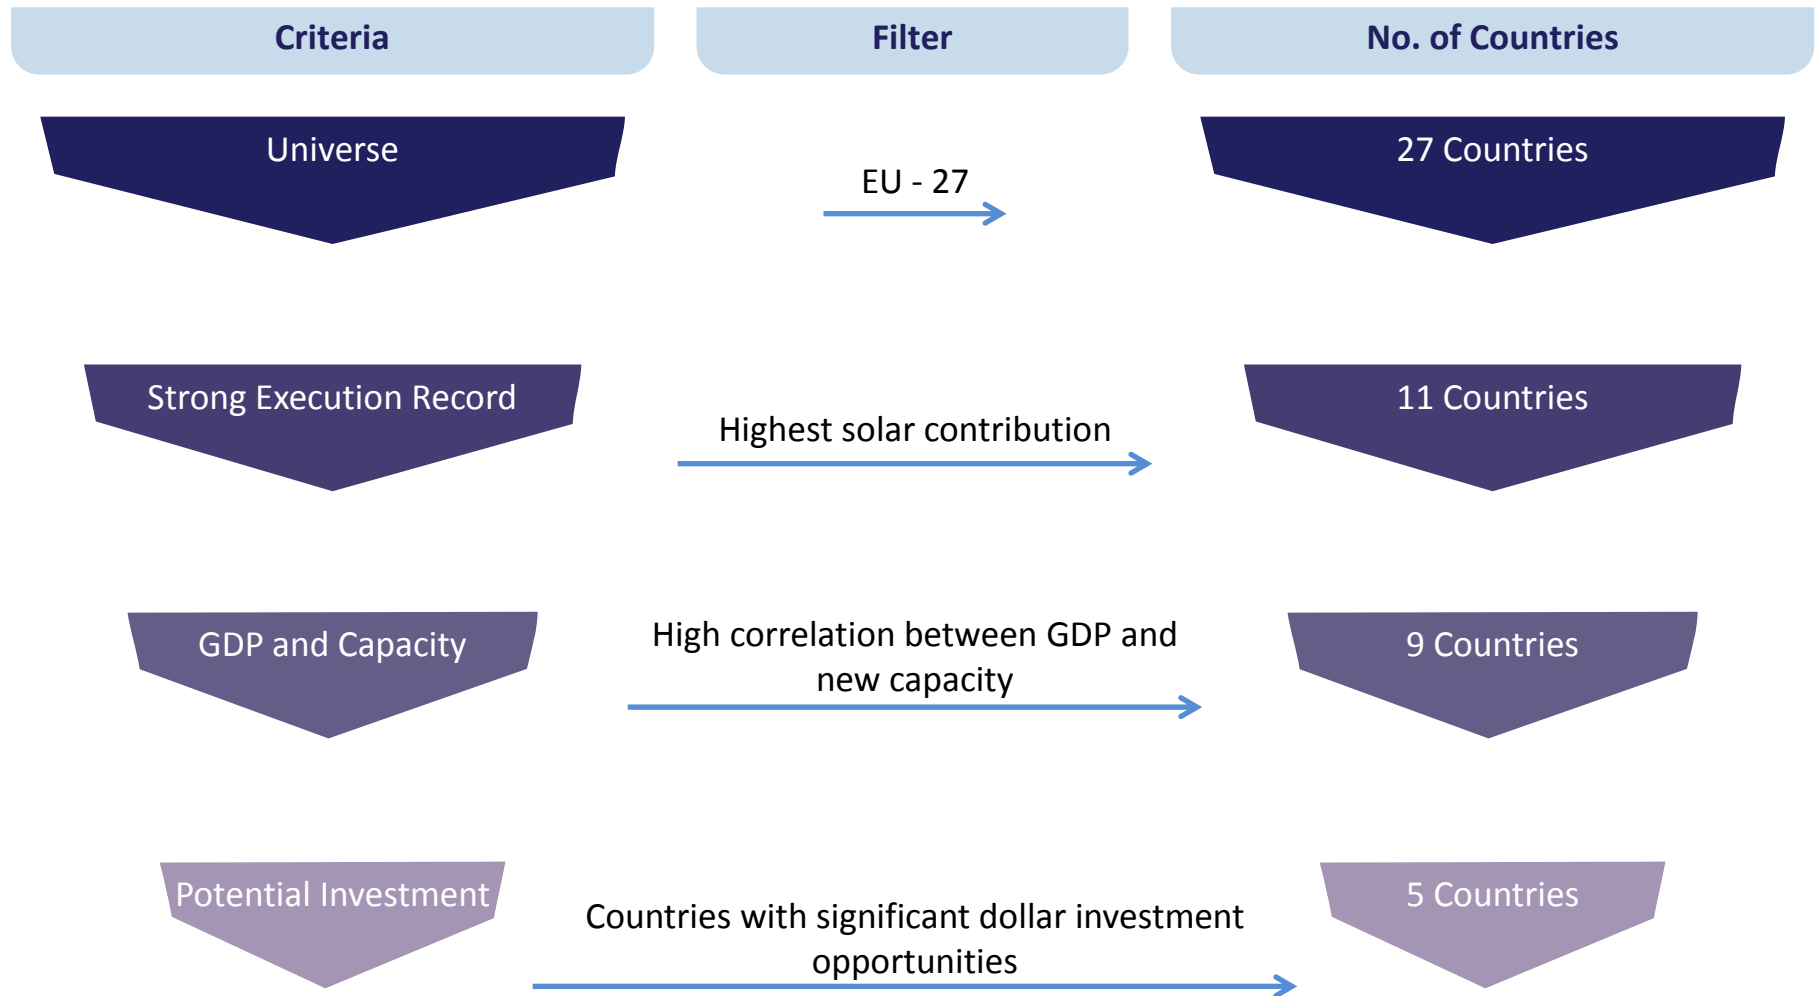 Criteria
Filter
No. of Countries
Universe
EU - 27
27 Countries
Strong Execution Record
Highest solar contribution
11 Countries
GDP and Capacity
High correlation between GDP and
new capacity
9 Countries
Potential Investment
Countries with significant dollar investment
opportunities
5 Countries